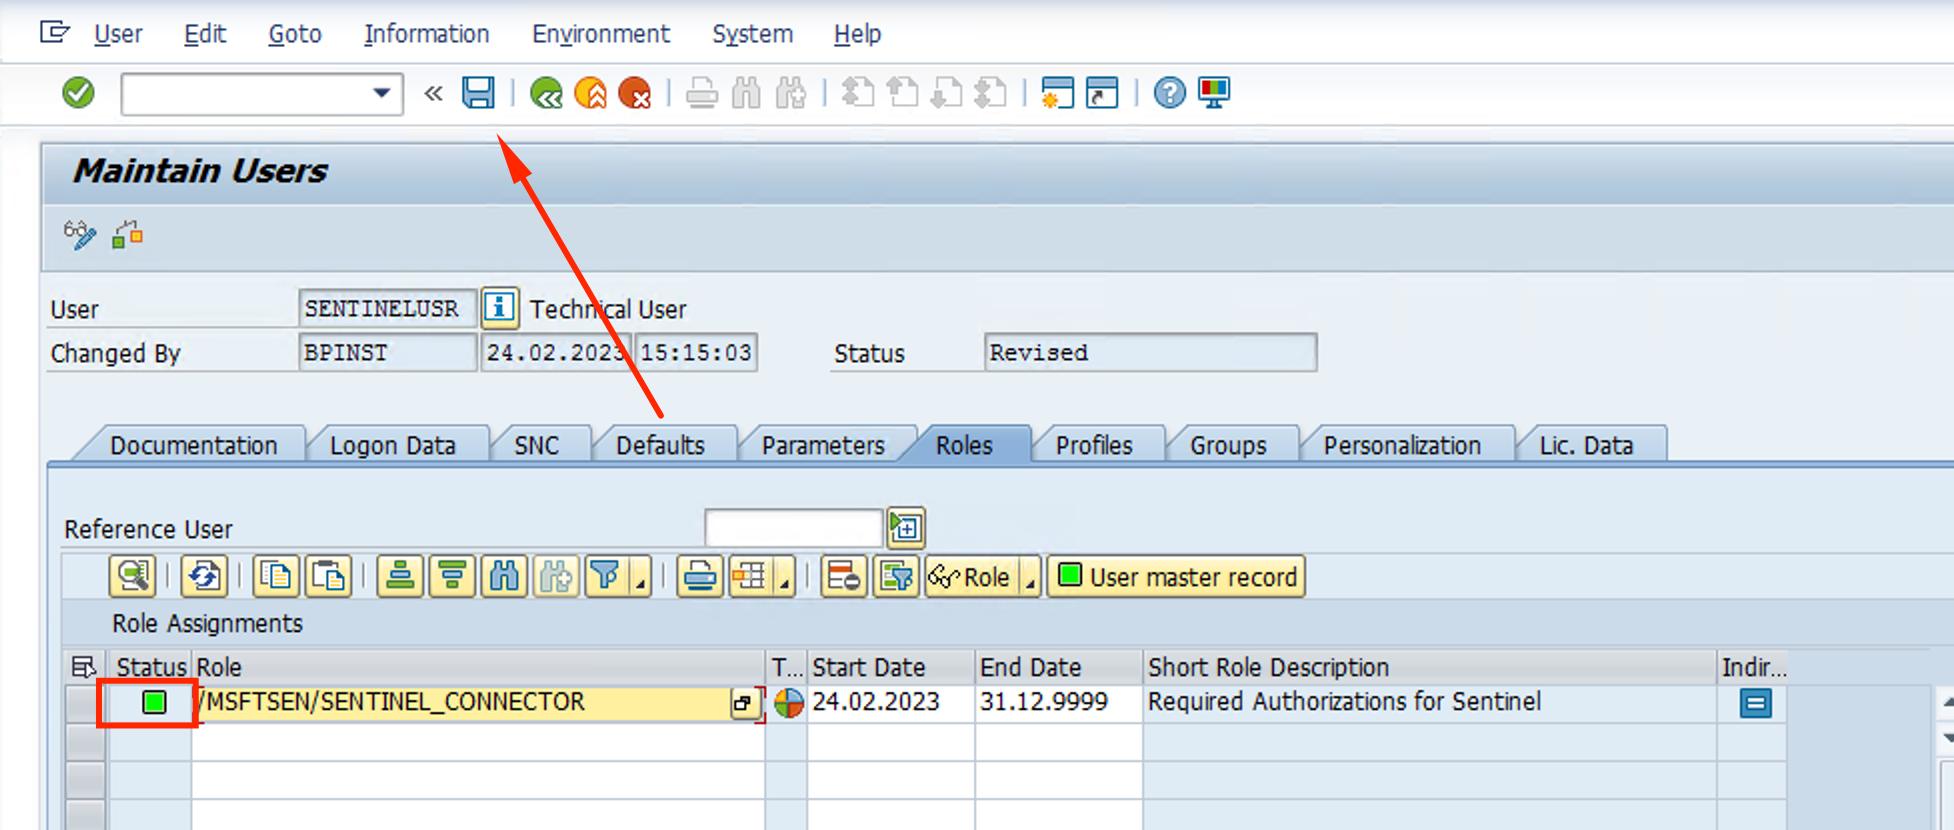 User Edit Goto Information Environment System Help
Maintain Users
User SENTINELUSR Technical User
Changed By BPINST 24.02.2023 15:15:03 Status Revised
Documentation Logon Data SNC Defaults Parameters Roles Profiles Groups Personalization Lic. Data
Reference User
Role User master record
Role Assignments
Status Role T... Start Date End Date Short Role Description Indir...
/MSFTSEN/SENTINEL_CONNECTOR 24.02.2023 31.12.9999 Required Authorizations for Sentinel